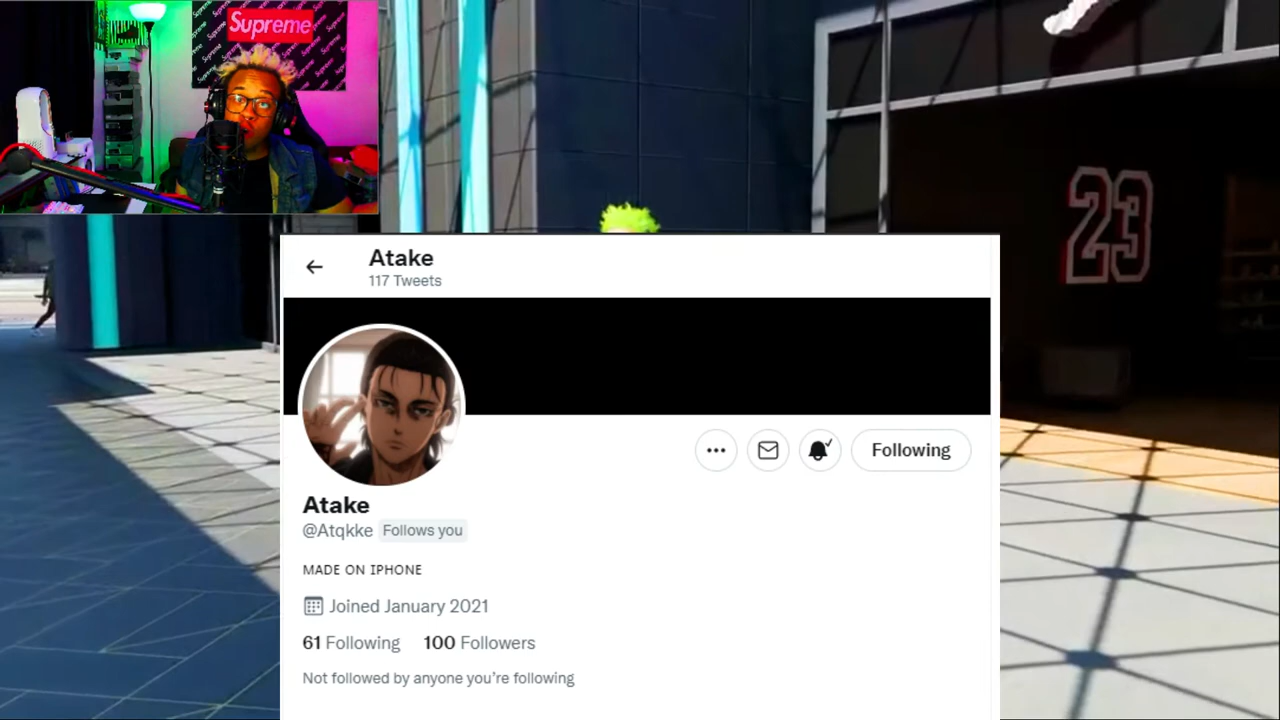 Supreme
23
Atake
117 Tweets
Following
Atake
@Atqkke Follows you
MADE ON IPHONE
Joined January 2021
61 Following 100 Followers
Not followed by anyone you're following